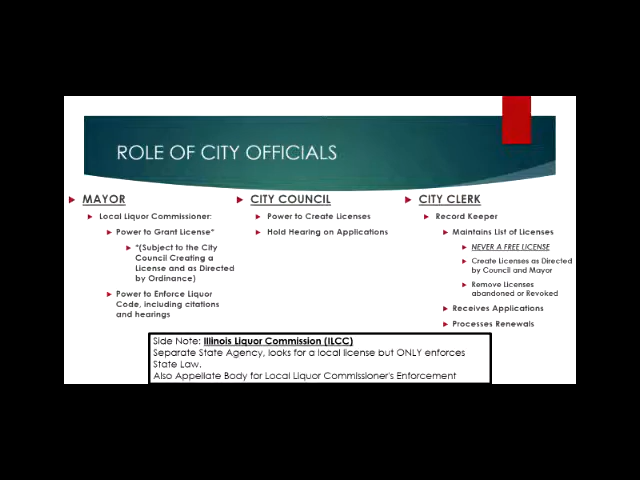 ROLE OF CITY OFFICIALS
MAYOR
Local Liquor Commissioner:
Power to Grant License*
*(Subject to the City
Council Creating a
License and as Directed
by Ordinance)
Power to Enforce Liquor
Code, including citations
and hearings
CITY COUNCIL
Power to Create Licenses
Hold Hearing on Applications
CITY CLERK
Record Keeper
Maintains List of Licenses
NEVER A FREE LICENSE
Create Licenses as Directed
by Council and Mayor
Remove Licenses
abandoned or Revoked
Receives Applications
Processes Renewals
Side Note: Illinois Liquor Commission (ILCC)
Separate State Agency, looks for a local license but ONLY enforces
State Law.
Also Appellate Body for Local Liquor Commissioner's Enforcement